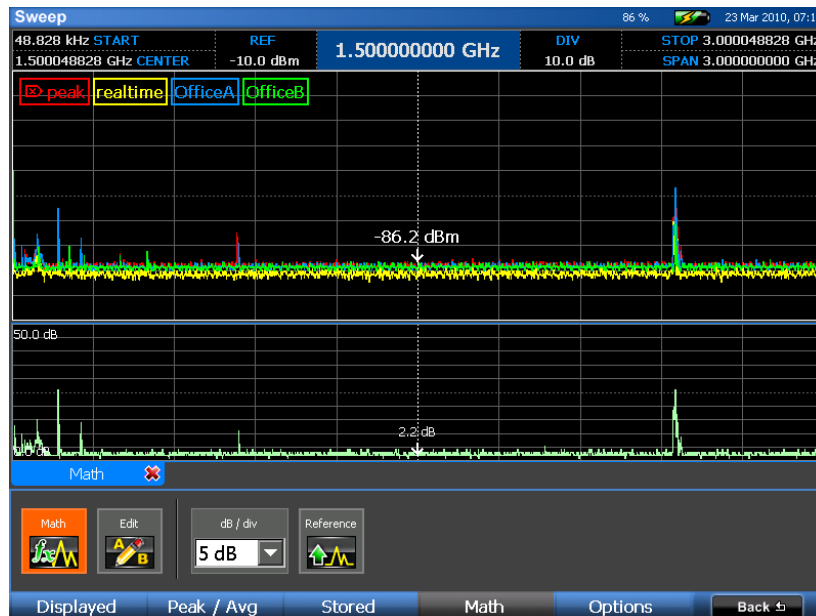 Sweep 86 % 23 Mar 2010, 07:1
48.828 kHz START REF 1.500000000 GHz DIV STOP 3.000048828 GHz
1.500048828 GHz CENTER -10.0 dBm 10.0 dB SPAN 3.000000000 GHz
peak realtime OfficeA OfficeB
-86.2 dBm
50.0 dB
2.2 dB
Math
Math Edit dB / div Reference
fx A B 5 dB
Displayed Peak / Avg Stored Math Options Back